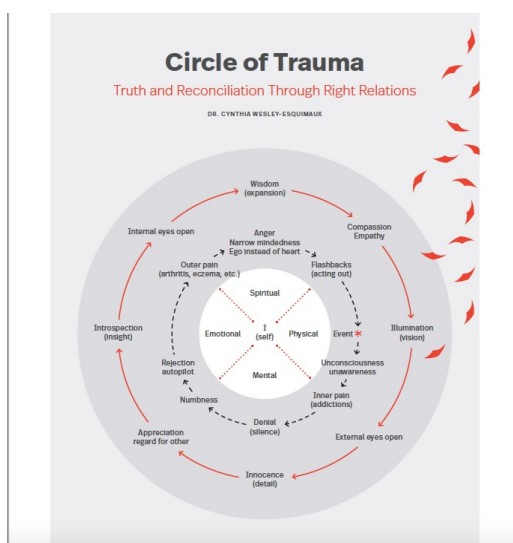 Circle of Trauma
Truth and Reconciliation Through Right Relations
DR. CYNTHIA WESLEY-ESQUIMAUX
Wisdom
(expansion)
Compassion
Empathy
Illumination
(vision)
External eyes open
Innocence
(detail)
Appreciation
regard for other
Introspection
(insight)
Internal eyes open
Anger
Narrow mindedness
Ego instead of heart
Flashbacks
(acting out)
Event *
Unconsciousness
unawareness
Inner pain
(addictions)
Denial
(silence)
Numbness
Rejection
autopilot
Outer pain
(arthritis, eczema, etc.)
Spiritual
Physical
Mental
Emotional
I
(self)